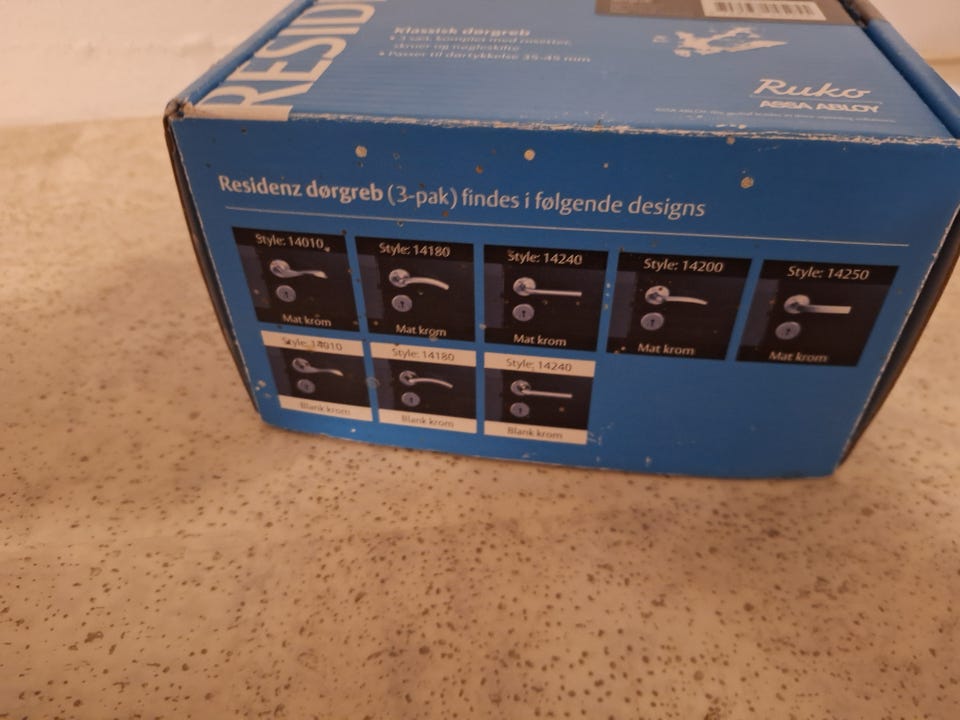 RESID
Klassisk dørgreb
• 3 sæt, komplet med rosetter,
skruer og nøgleskilte
• Passer til dørtykkelse 35-45 mm
Ruko
ASSA ABLOY
Residenz dørgreb (3-pak) findes i følgende designs
Style: 14010
Style: 14180
Style: 14240
Style: 14200
Style: 14250
Mat krom
Mat krom
Mat krom
Mat krom
Mat krom
Style: 14010
Style: 14180
Style: 14240
Blank krom
Blank krom
Blank krom